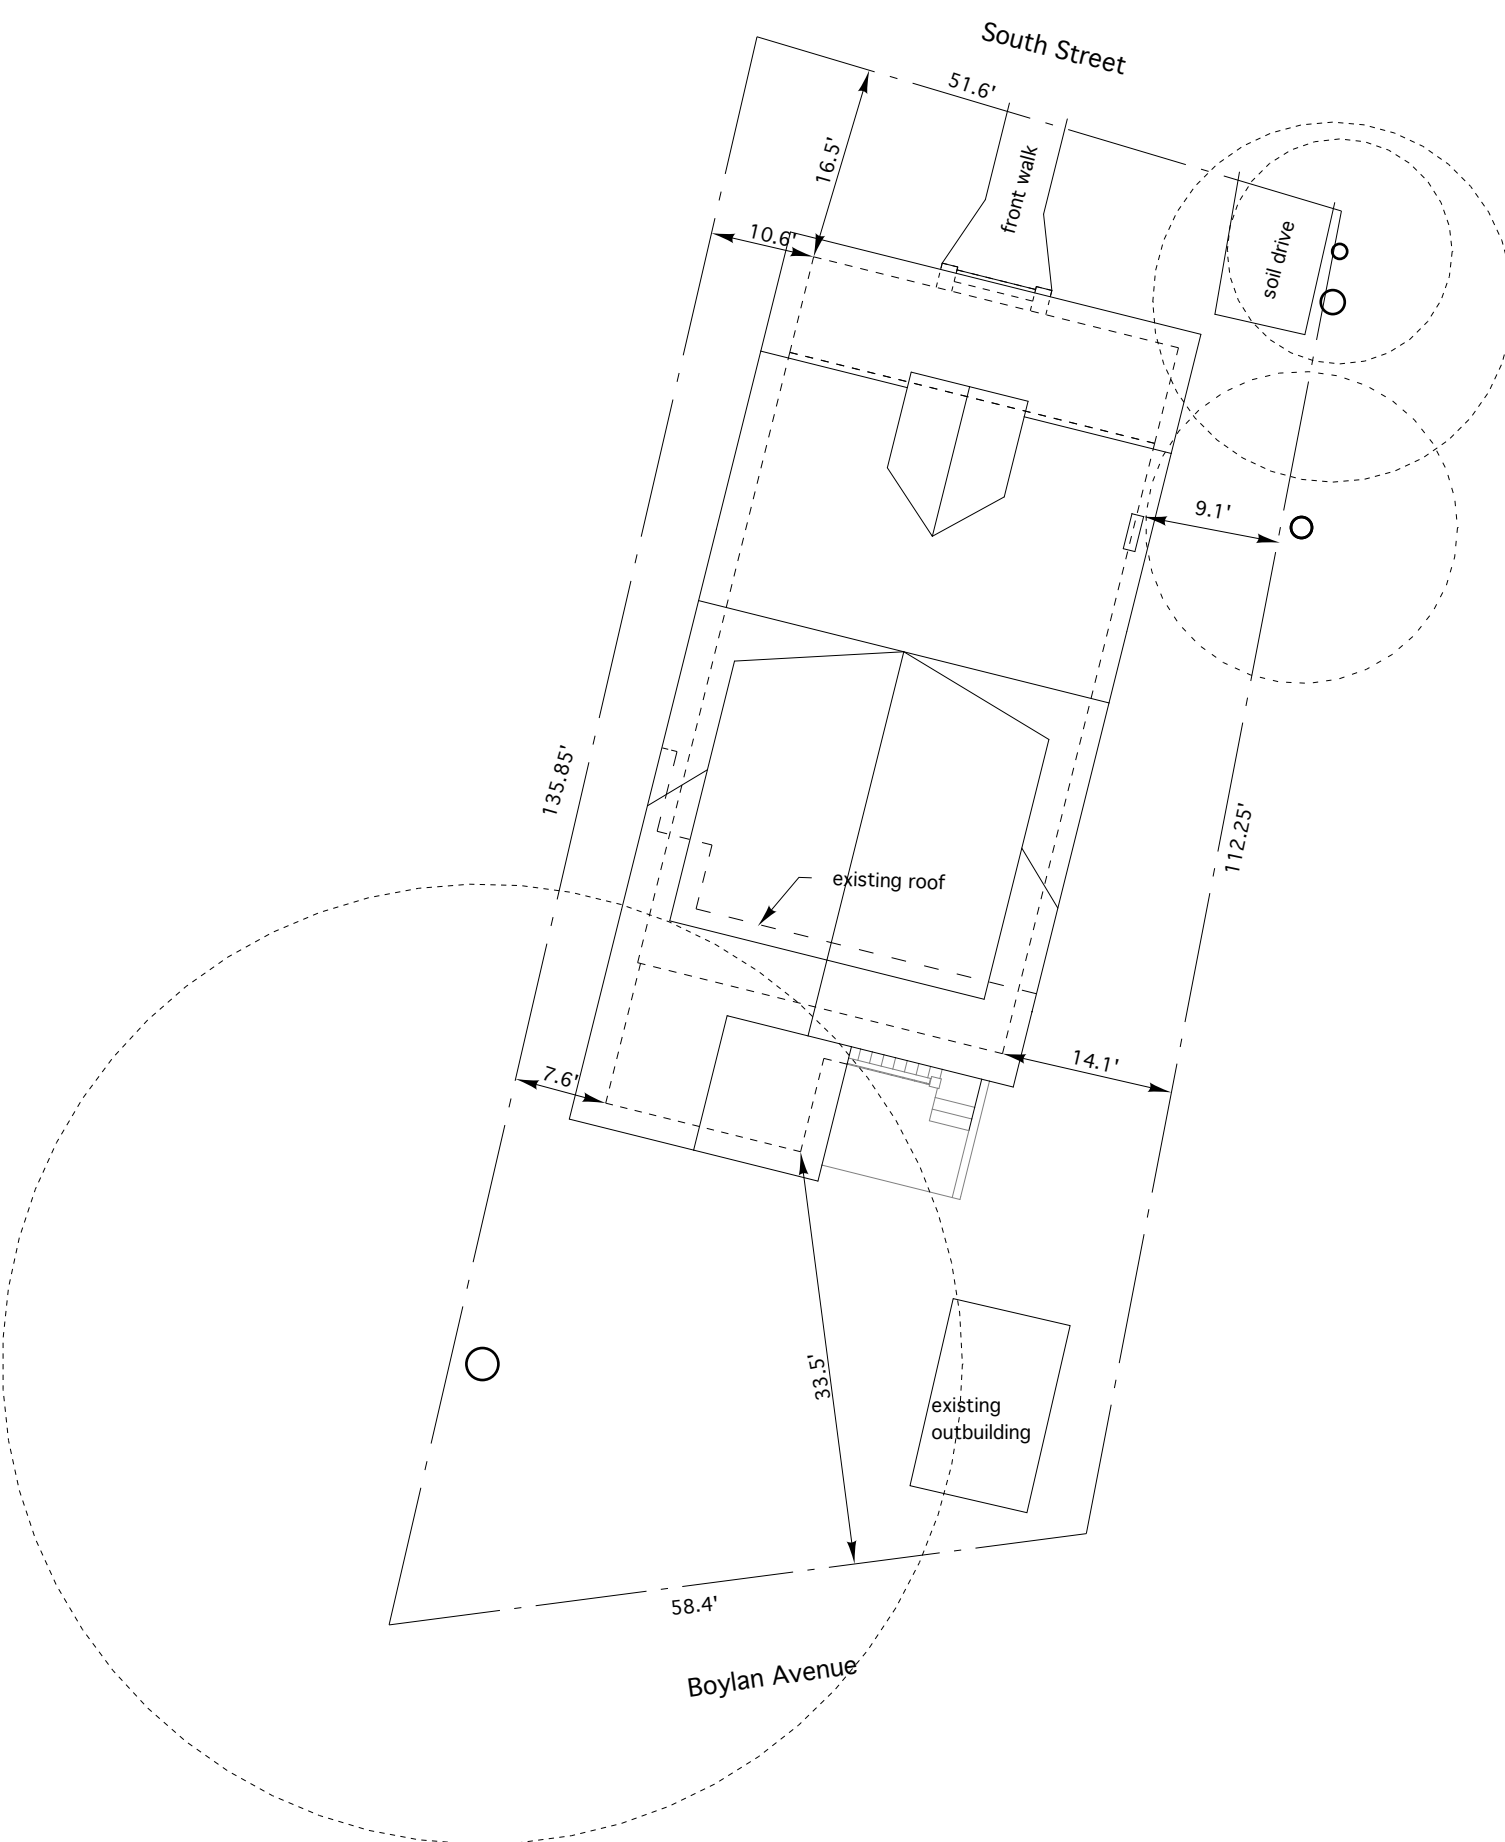 South Street
51.6'
16.5'
front walk
10.6'
soil drive
9.1'
135.85'
112.25'
existing roof
14.1'
7.6'
33.5'
existing
outbuilding
58.4'
Boylan Avenue